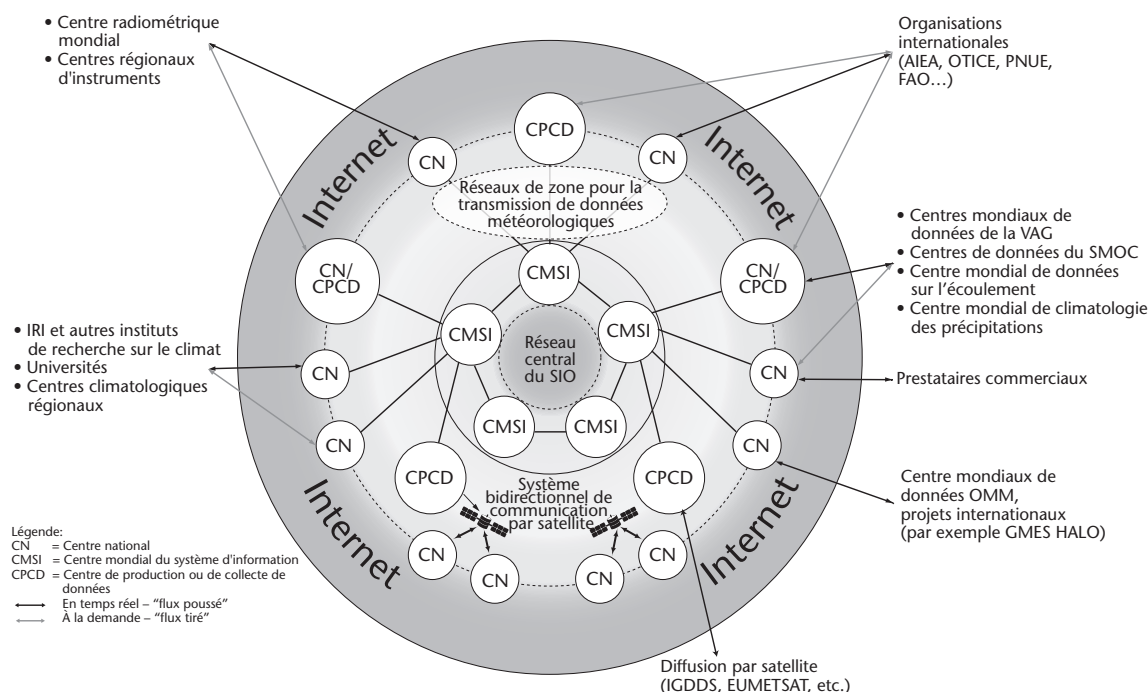 • Centre radiométrique
mondial
• Centres régionaux
d'instruments
Organisations
internationales
(AIEA, OTICE, PNUE,
FAO…)
CPCD
CN
CN
Internet
Internet
Réseaux de zone pour la
transmission de données
météorologiques
CN/
CPCD
CMSI
CN/
CPCD
• Centres mondiaux de
données de la VAG
• Centres de données du SMOC
• Centre mondial de données
sur l'écoulement
• Centre mondial de climatologie
des précipitations
CMSI
CMSI
Réseau
central
du SIO
• IRI et autres instituts
de recherche sur le climat
• Universités
• Centres climatologiques
régionaux
CN
CN
Prestataires commerciaux
CMSI
CMSI
CN
CN
CPCD
CPCD
Système
bidirectionnel de
communication
par satellite
Centre mondiaux de
données OMM,
projets internationaux
(par exemple GMES HALO)
Internet
Internet
CN
CN
CN
CN
Légende:
CN = Centre national
CMSI = Centre mondial du système d'information
CPCD = Centre de production ou de collecte de
données
En temps réel – “flux poussé”
À la demande – “flux tiré”
Diffusion par satellite
(IGDDS, EUMETSAT, etc.)